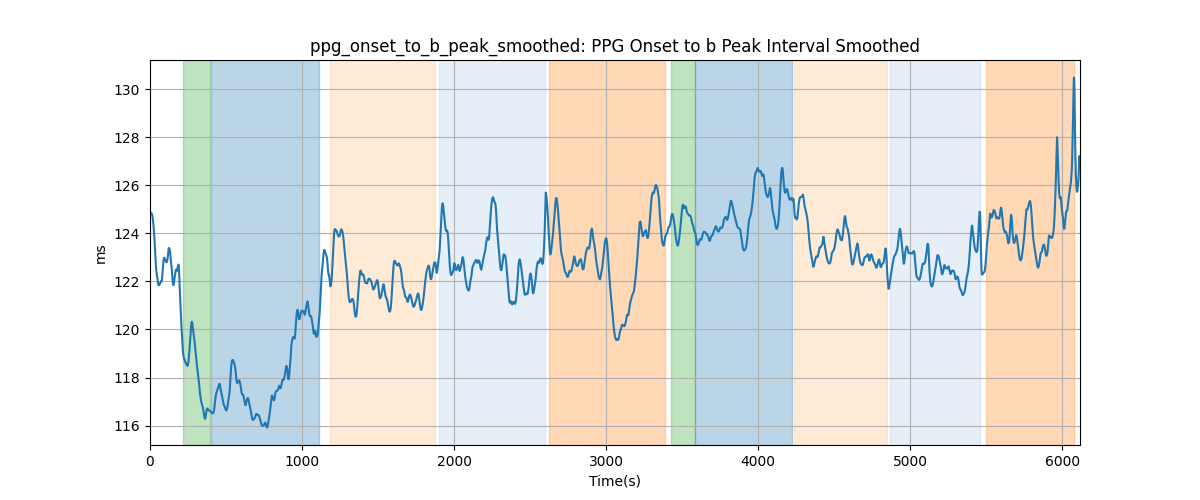 ppg_onset_to_b_peak_smoothed: PPG Onset to b Peak Interval Smoothed
130
128
126
124
122
120
118
116
ms
0 1000 2000 3000 4000 5000 6000
Time(s)